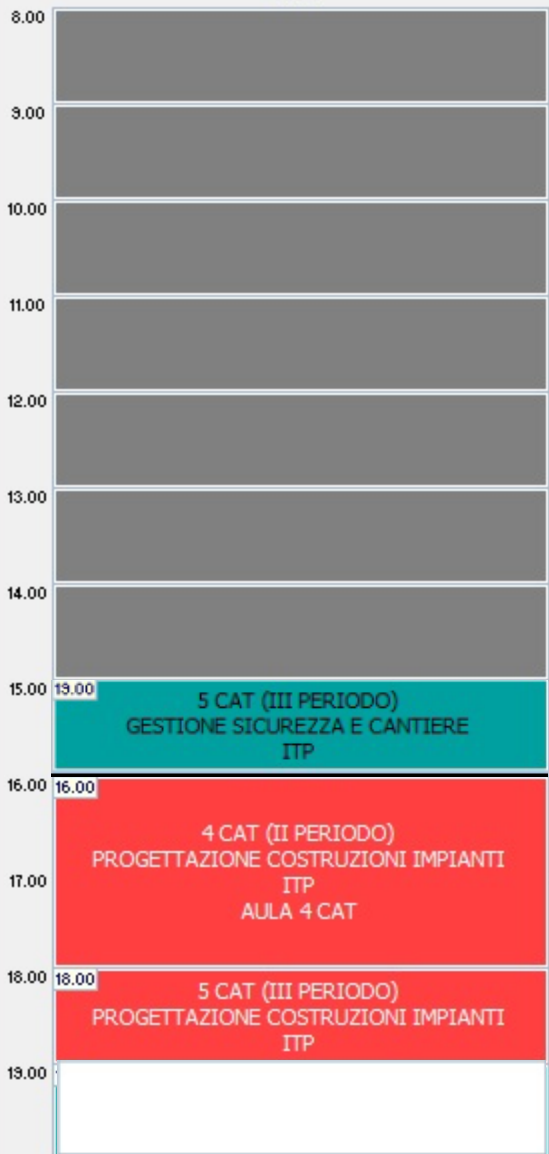 8.00
9.00
10.00
11.00
12.00
13.00
14.00
15.00 19.00
5 CAT (III PERIODO)
GESTIONE SICUREZZA E CANTIERE
ITP
16.00 16.00
4 CAT (II PERIODO)
PROGETTAZIONE COSTRUZIONI IMPIANTI
17.00
ITP
AULA 4 CAT
18.00 18.00
5 CAT (III PERIODO)
PROGETTAZIONE COSTRUZIONI IMPIANTI
ITP
19.00